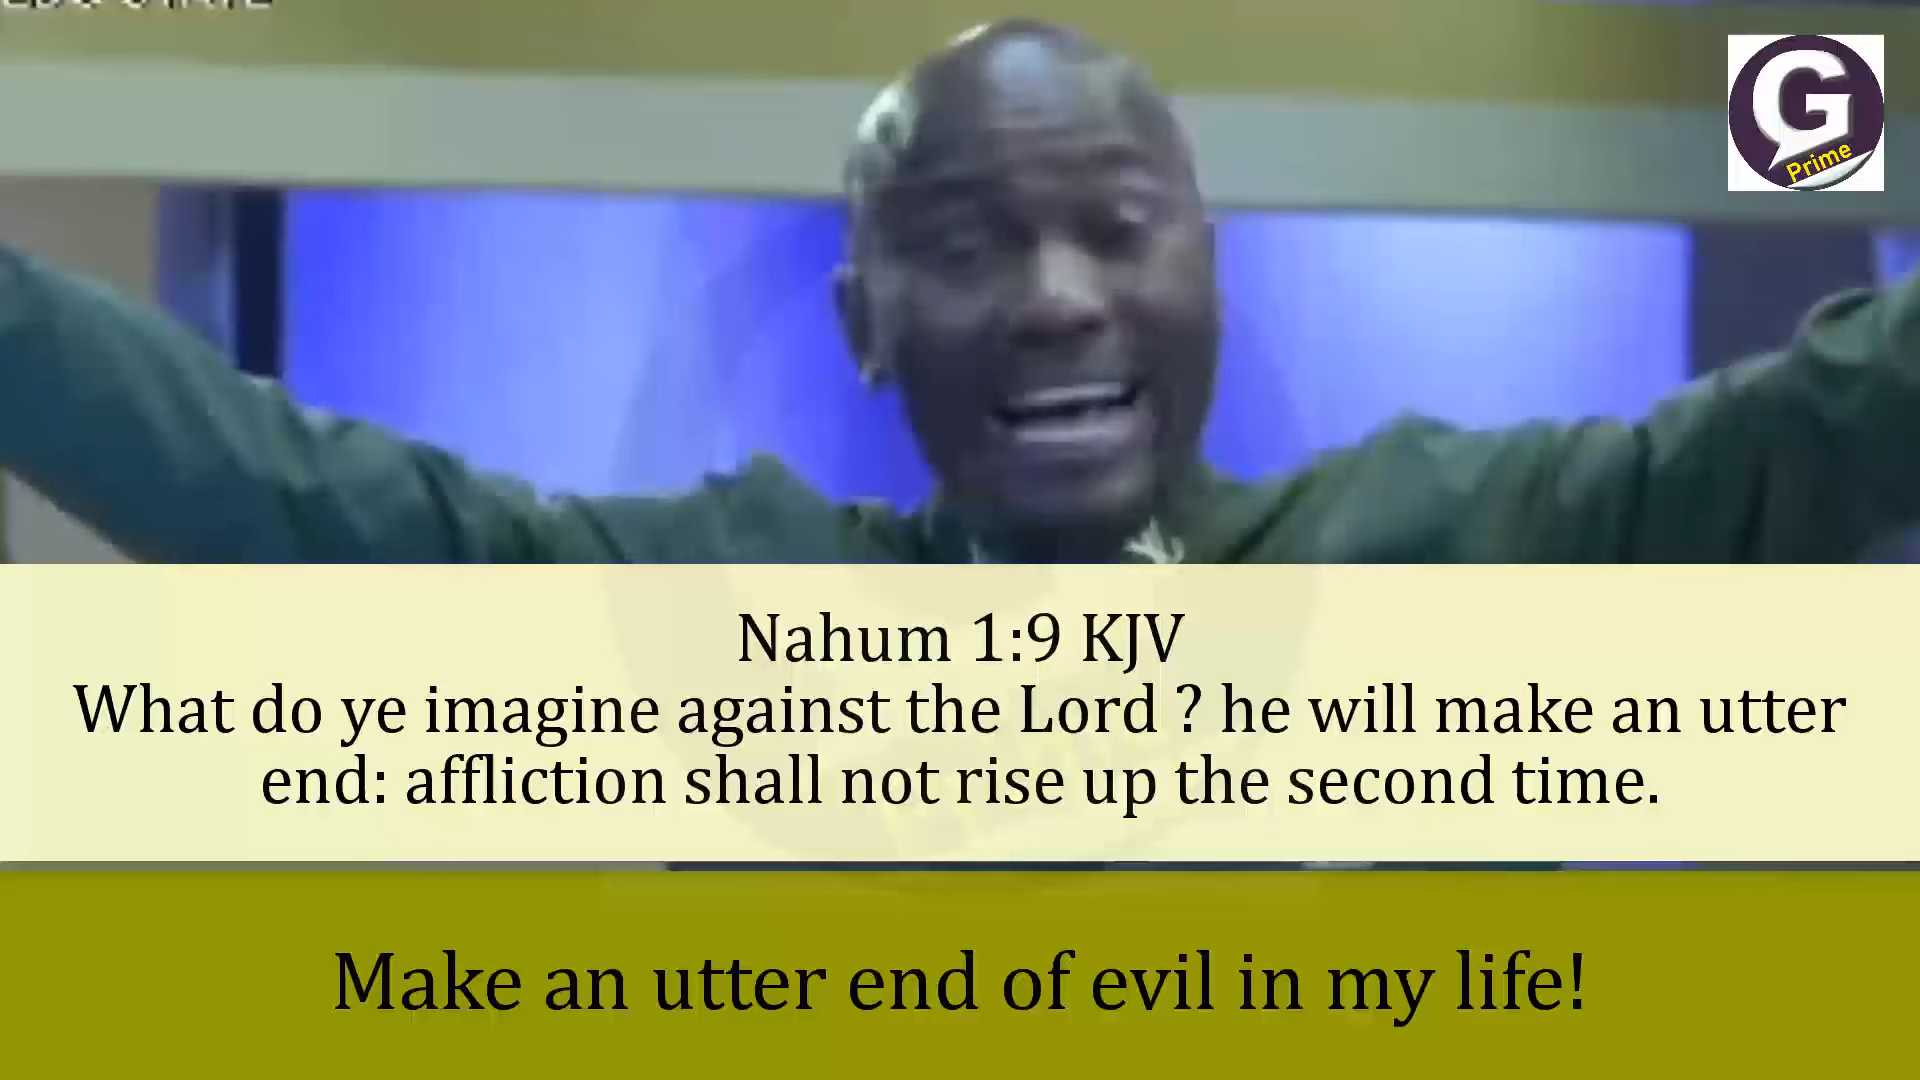 G
Prime
Nahum 1:9 KJV
What do ye imagine against the Lord ? he will make an utter
end: affliction shall not rise up the second time.
Make an utter end of evil in my life!